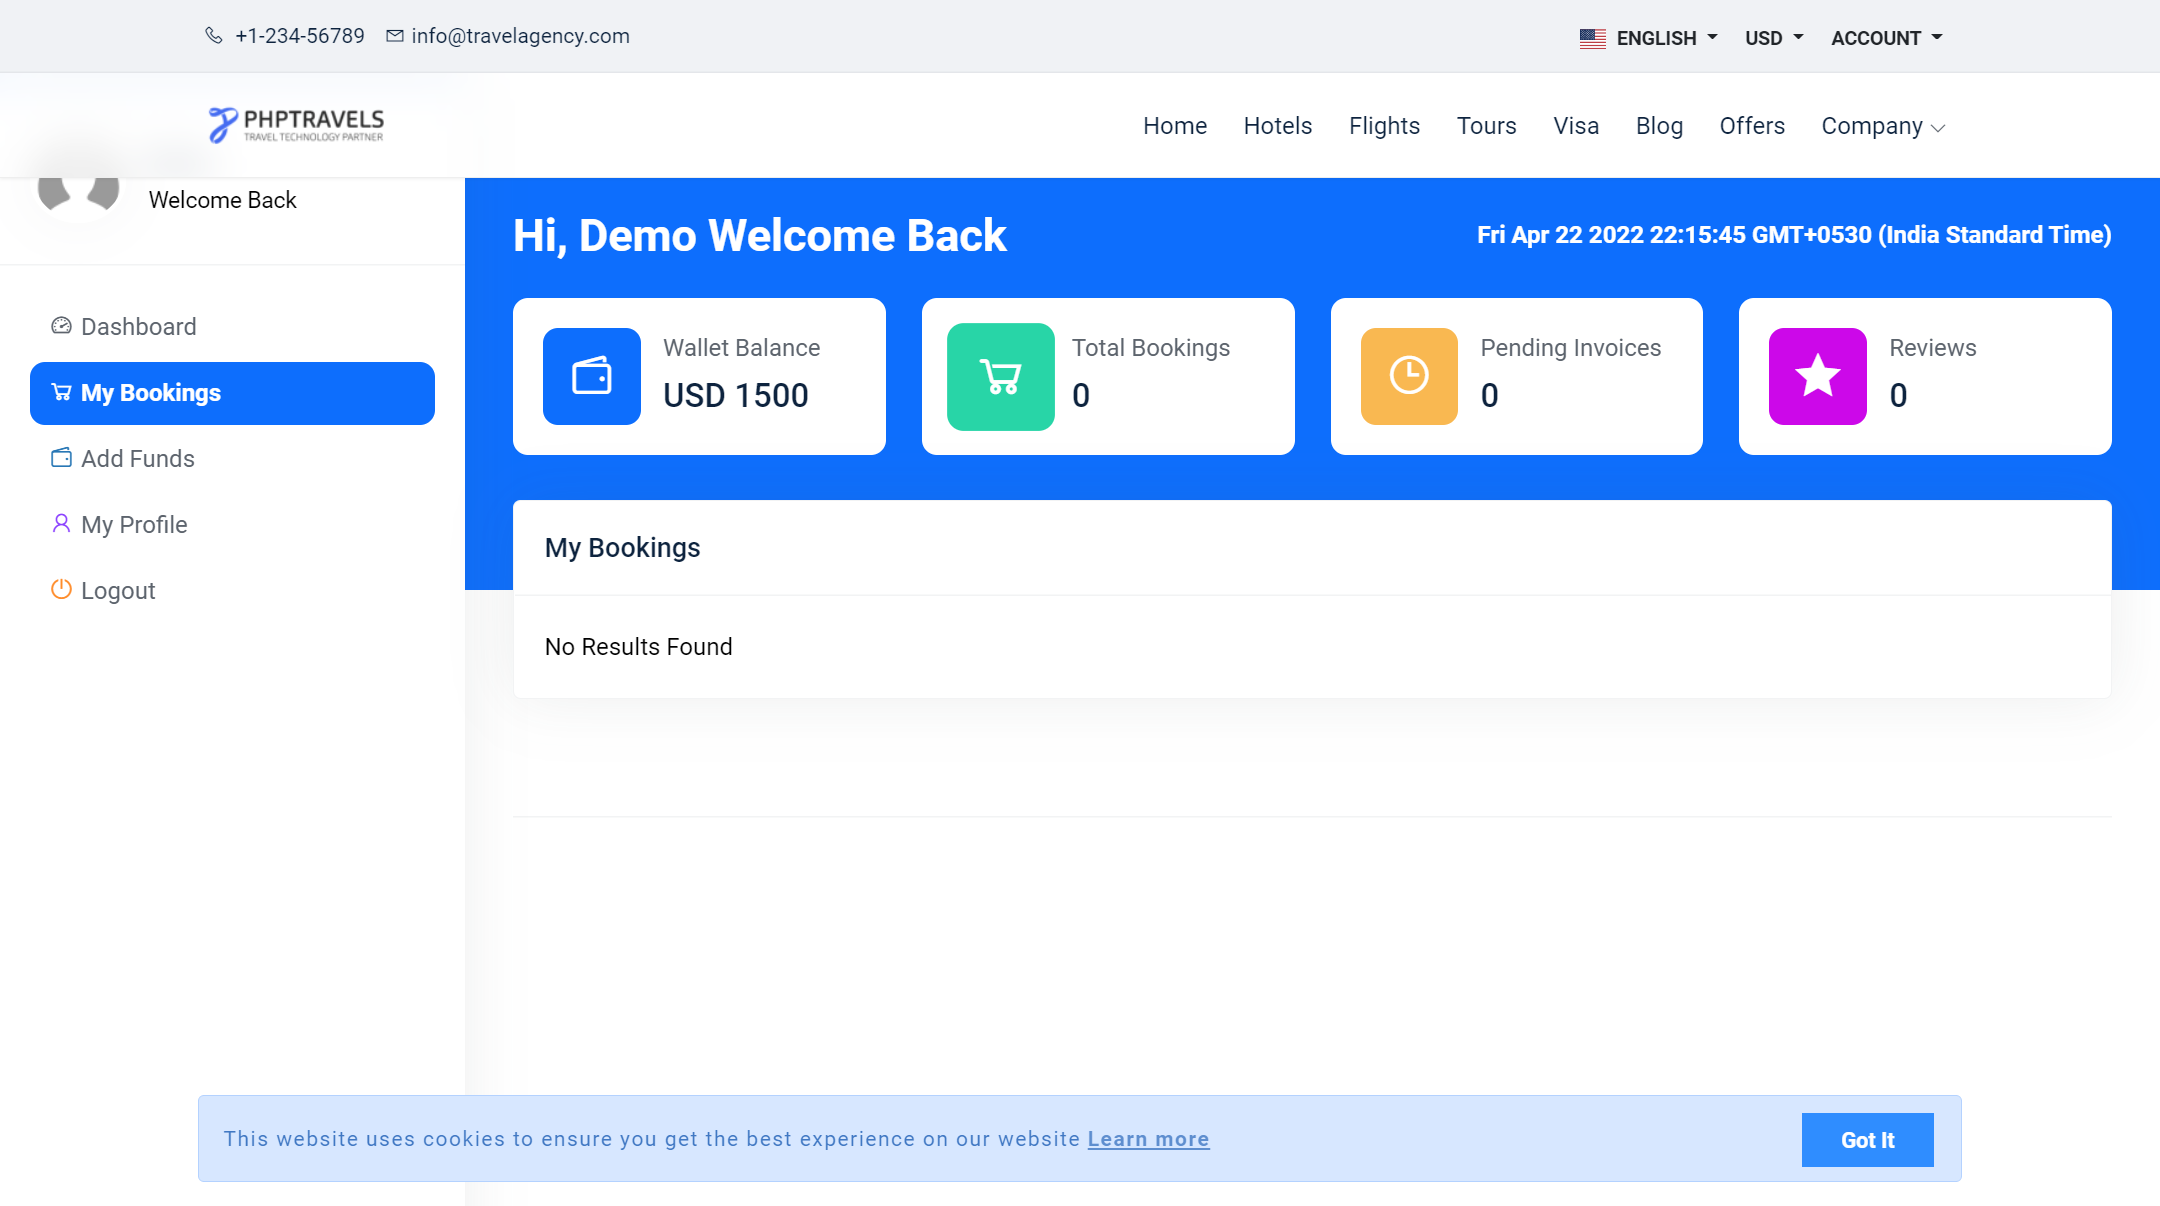 +1-234-56789 info@travelagency.com
ENGLISH USD ACCOUNT
PHPTRAVELS
TRAVEL TECHNOLOGY PARTNER
Home Hotels Flights Tours Visa Blog Offers Company
Welcome Back
Dashboard
My Bookings
Add Funds
My Profile
Logout
Hi, Demo Welcome Back
Fri Apr 22 2022 22:15:45 GMT+0530 (India Standard Time)
Wallet Balance
USD 1500
Total Bookings
0
Pending Invoices
0
Reviews
0
My Bookings
No Results Found
This website uses cookies to ensure you get the best experience on our website Learn more
Got It